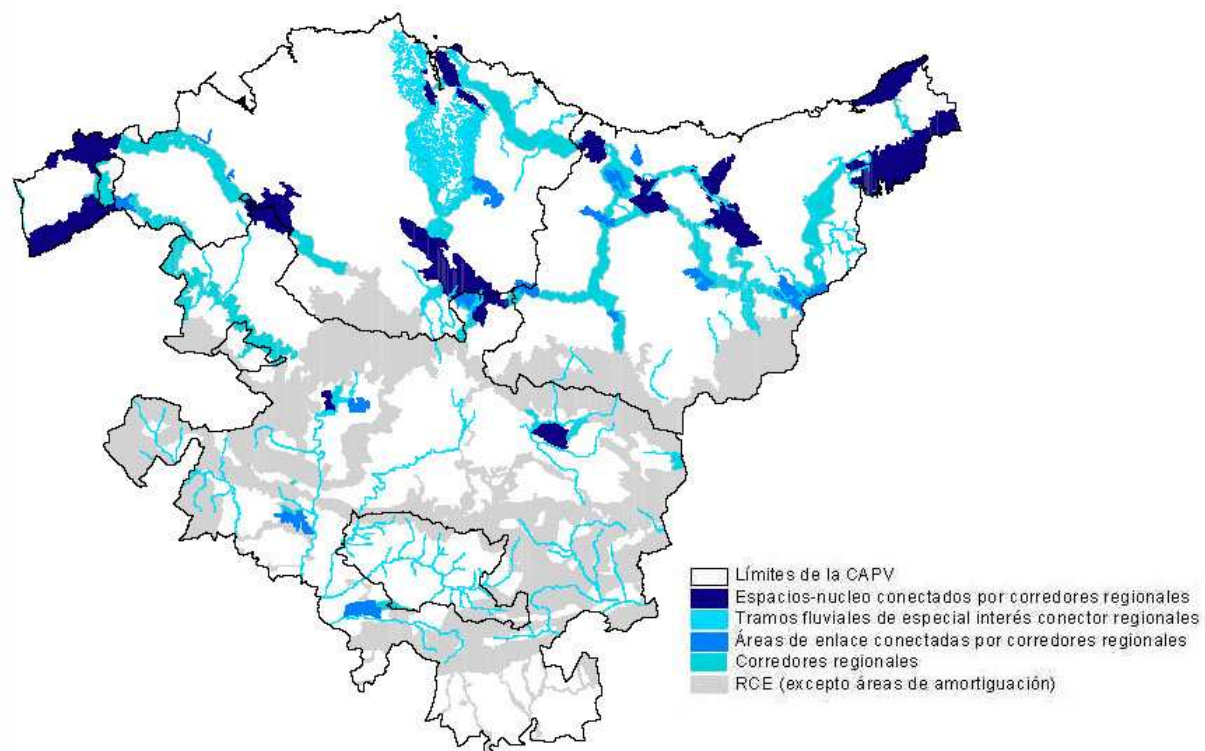 Límites de la CAPV
Espacios-nucleo conectados por corredores regionales
Tramos fluviales de especial interés conector regionales
Áreas de enlace conectadas por corredores regionales
Corredores regionales
RCE (excepto áreas de amortiguación)